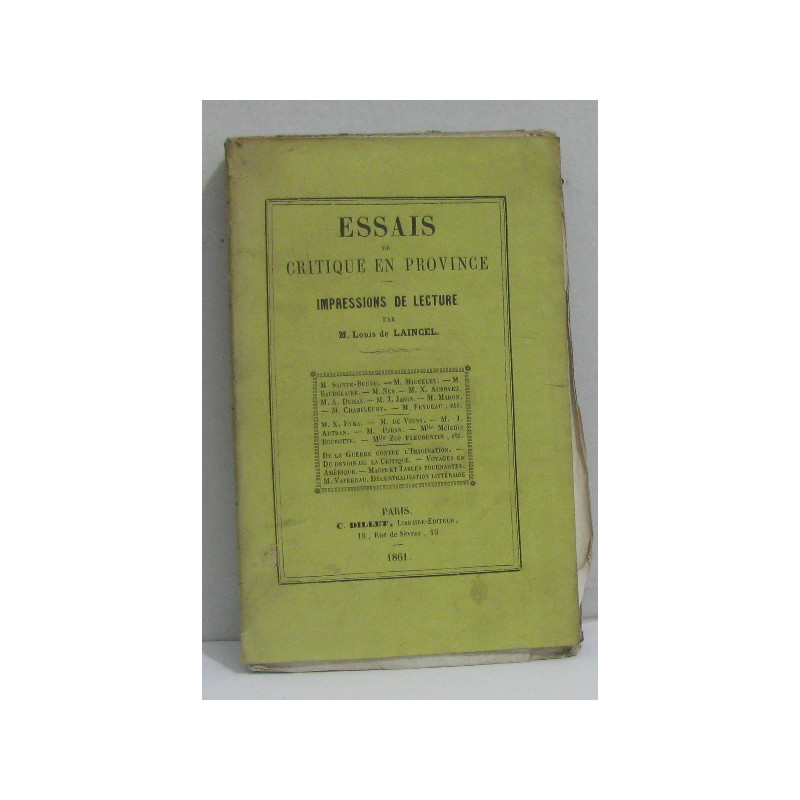 ESSAIS
DE
CRITIQUE EN PROVINCE
IMPRESSIONS DE LECTURE
PAR
M. Louis de LAINCEL.
M. SAINTE-BEUVE. — M. MICHELET. — M.
BAUDELAIRE. — M. NUS. — M. X. AUBRYET.
M. A. DUMAS. — M. J. JANIN. — M. MARON.
— M. CHAMPFLEURY. — M. FEYDEAU, etc.
M. X. EYMA. — M. DE VIGNY. — M. J.
AUTRAN. — M. PABAN. — Mlle Mélanie
BOUROTTE. — Mlle Zoé FLEURENTIN, etc.
DE LA GUERRE CONTRE L'IMAGINATION. —
DU DEVOIR DE LA CRITIQUE. — VOYAGES EN
AMÉRIQUE. — MAGIE ET TABLES TOURNANTES.
M. VAPEREAU. DÉCENTRALISATION LITTÉRAIRE
PARIS.
C. DILLET, LIBRAIRE-EDITEUR,
15, Rue de Sèvres, 15
1861.